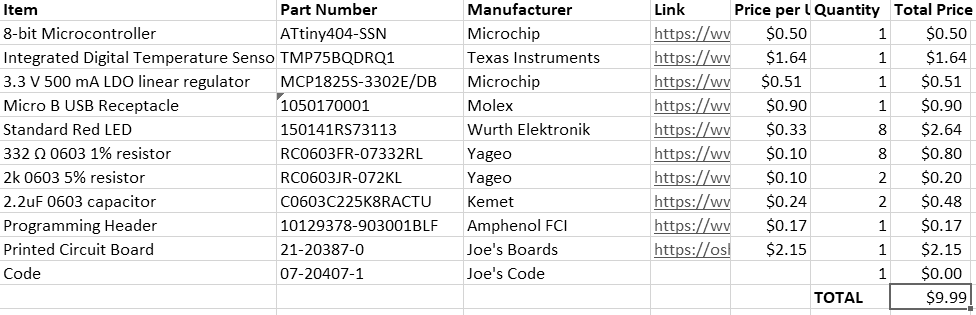 Item Part Number Manufacturer Link Price per U Quantity Total Price
8-bit Microcontroller ATtiny404-SSN Microchip https://wv $0.50 1 $0.50
Integrated Digital Temperature Senso TMP75BQDRQ1 Texas Instruments https://wv $1.64 1 $1.64
3.3 V 500 mA LDO linear regulator MCP1825S-3302E/DB Microchip https://wv $0.51 1 $0.51
Micro B USB Receptacle 1050170001 Molex https://wv $0.90 1 $0.90
Standard Red LED 150141RS73113 Wurth Elektronik https://wv $0.33 8 $2.64
332 Ω 0603 1% resistor RC0603FR-07332RL Yageo https://wv $0.10 8 $0.80
2k 0603 5% resistor RC0603JR-072KL Yageo https://wv $0.10 2 $0.20
2.2uF 0603 capacitor C0603C225K8RACTU Kemet https://wv $0.24 2 $0.48
Programming Header 10129378-903001BLF Amphenol FCI https://wv $0.17 1 $0.17
Printed Circuit Board 21-20387-0 Joe's Boards https://osl $2.15 1 $2.15
Code 07-20407-1 Joe's Code 1 $0.00
TOTAL $9.99